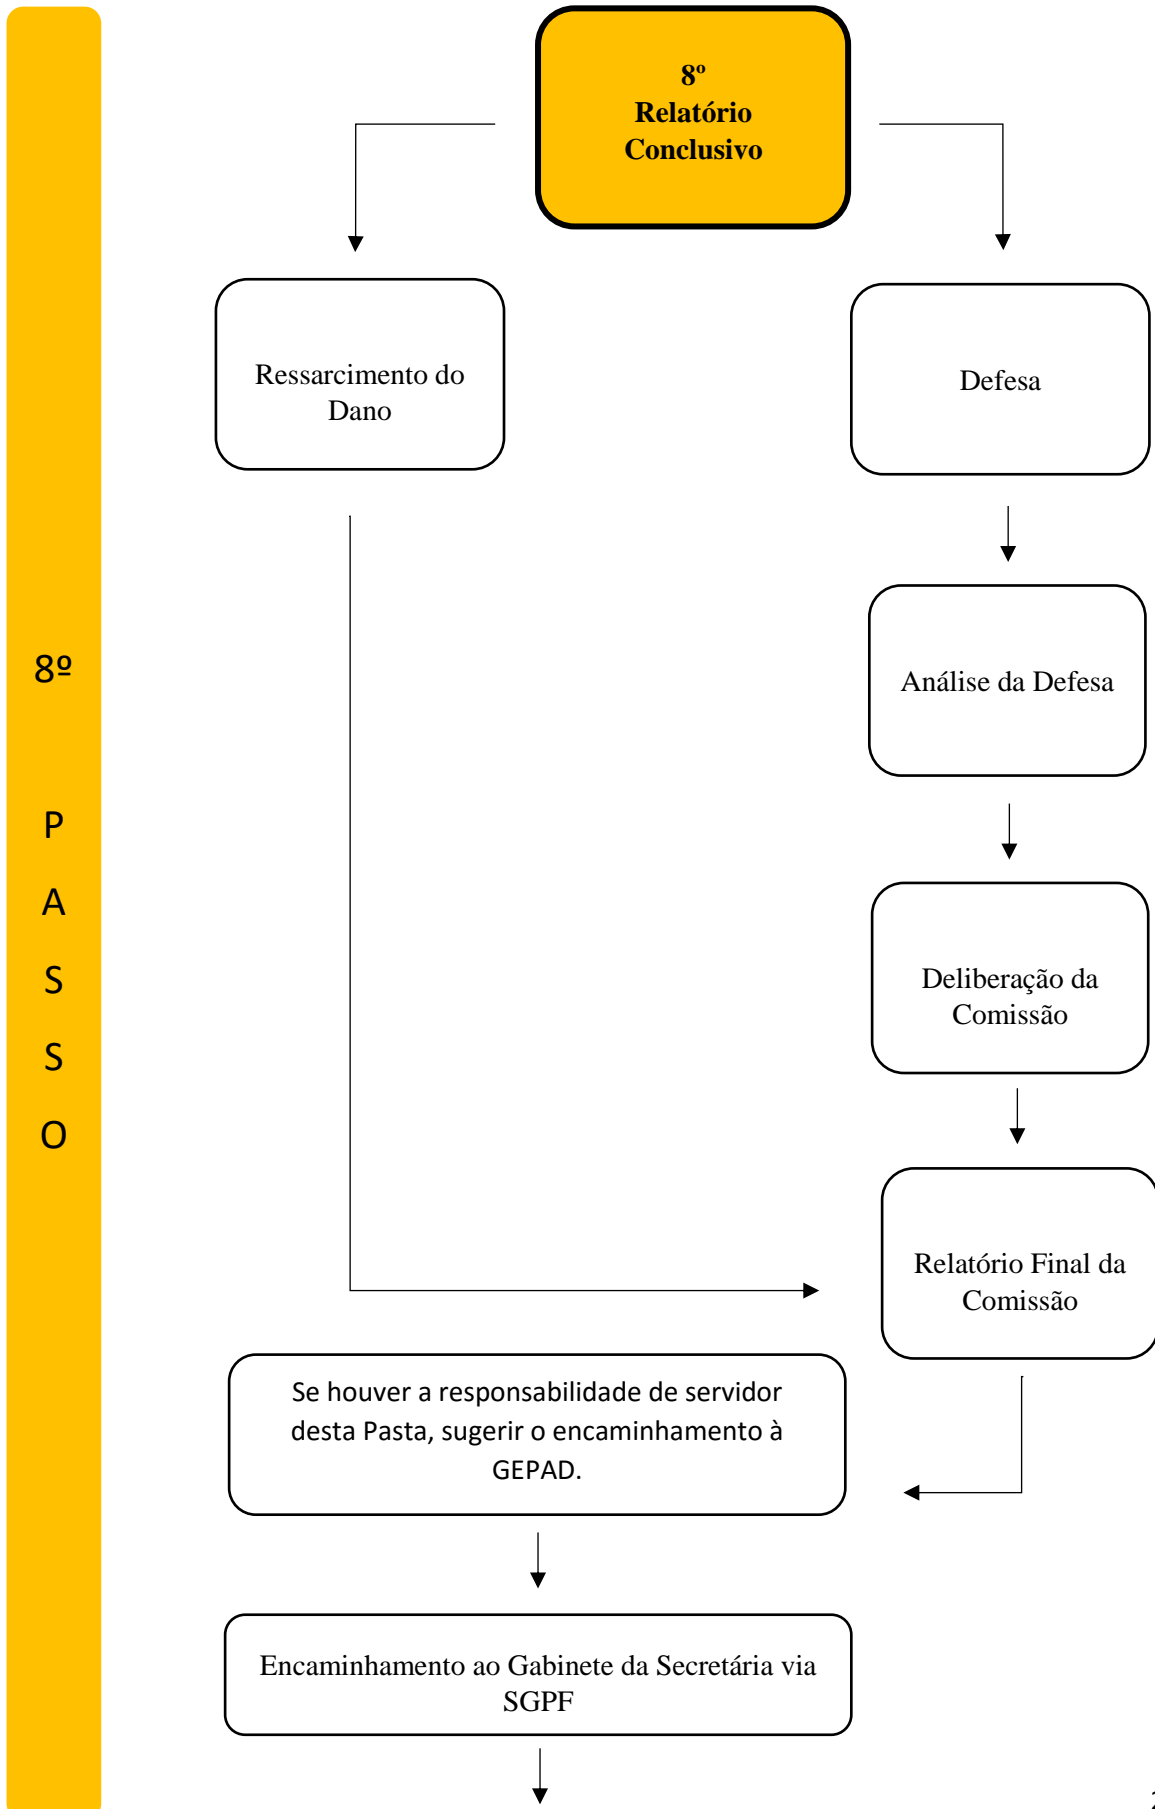 8º
Relatório
Conclusivo
Ressarcimento do
Dano
Defesa
8º
P
A
S
S
O
Análise da Defesa
Deliberação da
Comissão
Relatório Final da
Comissão
Se houver a responsabilidade de servidor
desta Pasta, sugerir o encaminhamento à
GEPAD.
Encaminhamento ao Gabinete da Secretária via
SGPF